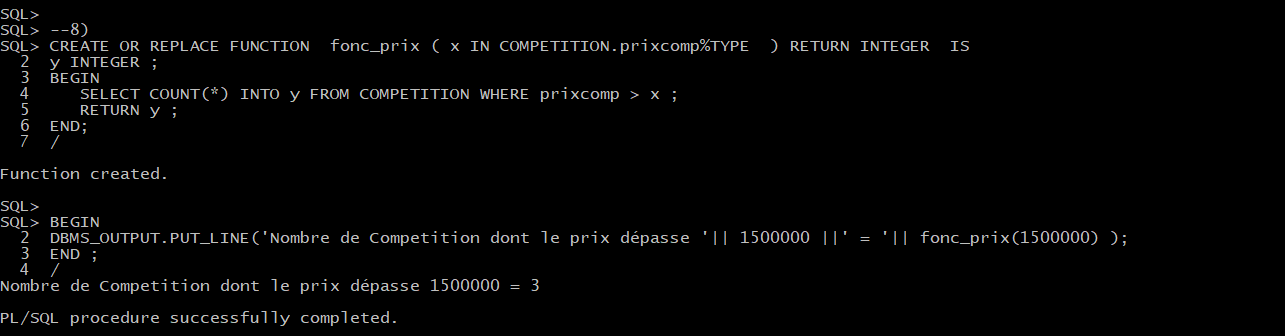 SQL>
SQL> --8)
SQL> CREATE OR REPLACE FUNCTION  fonc_prix ( x IN COMPETITION.prixcomp%TYPE  ) RETURN INTEGER  IS
  2  y INTEGER ;
  3  BEGIN
  4     SELECT COUNT(*) INTO y FROM COMPETITION WHERE prixcomp > x ;
  5     RETURN y ;
  6  END;
  7  /
Function created.
SQL>
SQL> BEGIN
  2  DBMS_OUTPUT.PUT_LINE('Nombre de Competition dont le prix dépasse '|| 1500000 ||' = '|| fonc_prix(1500000) );
  3  END ;
  4  /
Nombre de Competition dont le prix dépasse 1500000 = 3
PL/SQL procedure successfully completed.